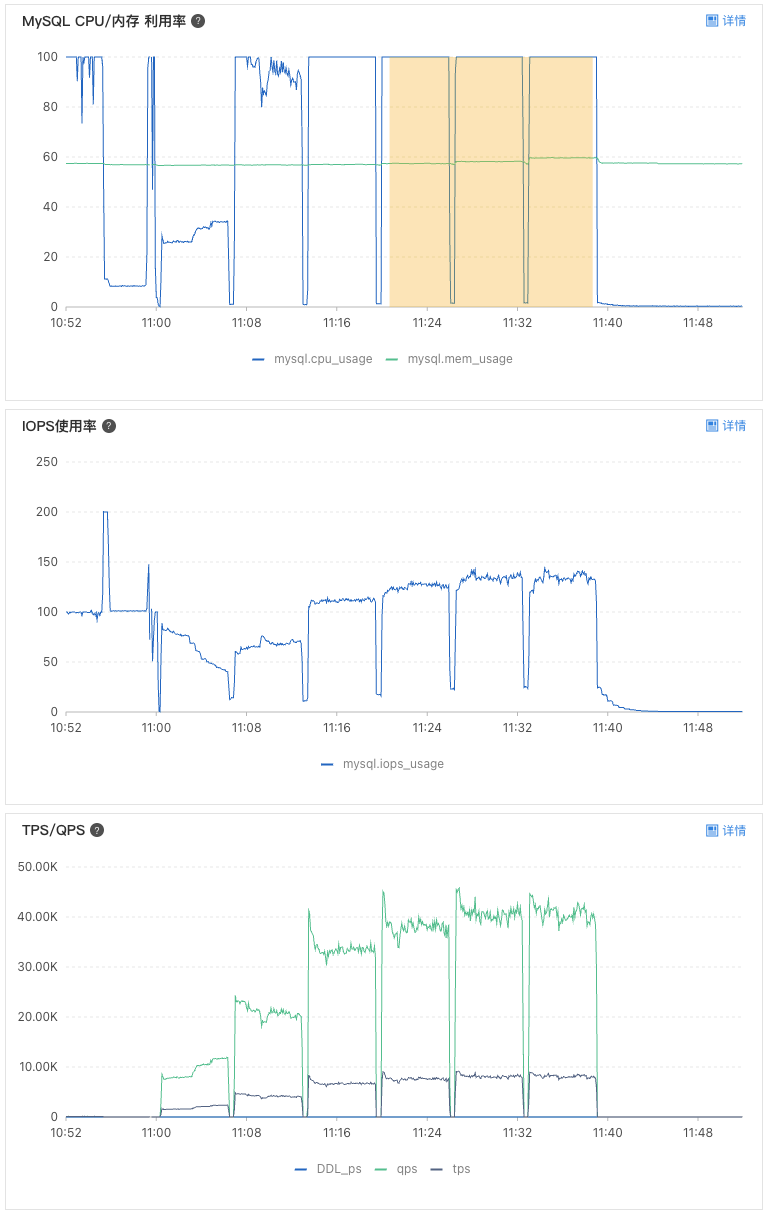 MySQL CPU/内存 利用率 ? 详情
100
80
60
40
20
0
10:52 11:00 11:08 11:16 11:24 11:32 11:40 11:48
mysql.cpu_usage mysql.mem_usage
IOPS使用率 ? 详情
250
200
150
100
50
0
10:52 11:00 11:08 11:16 11:24 11:32 11:40 11:48
mysql.iops_usage
TPS/QPS ? 详情
50.00K
40.00K
30.00K
20.00K
10.00K
0
10:52 11:00 11:08 11:16 11:24 11:32 11:40 11:48
DDL_ps qps tps